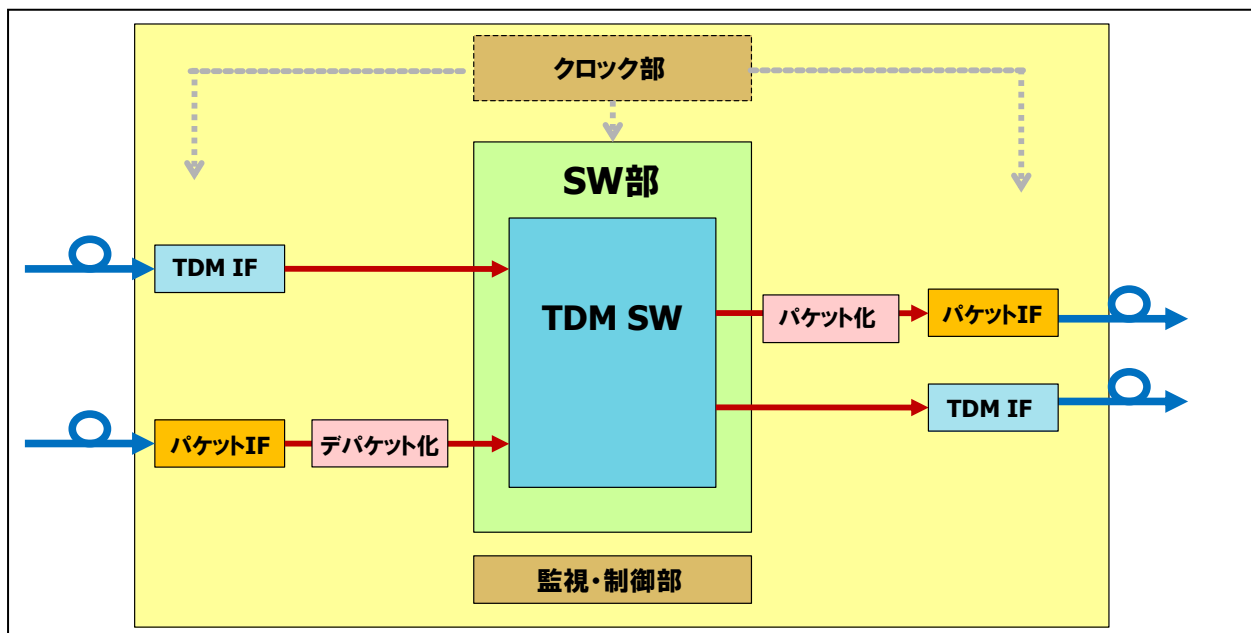 クロック部
SW部
TDM IF
TDM SW
パケット化
パケットIF
TDM IF
パケットIF
デパケット化
監視・制御部